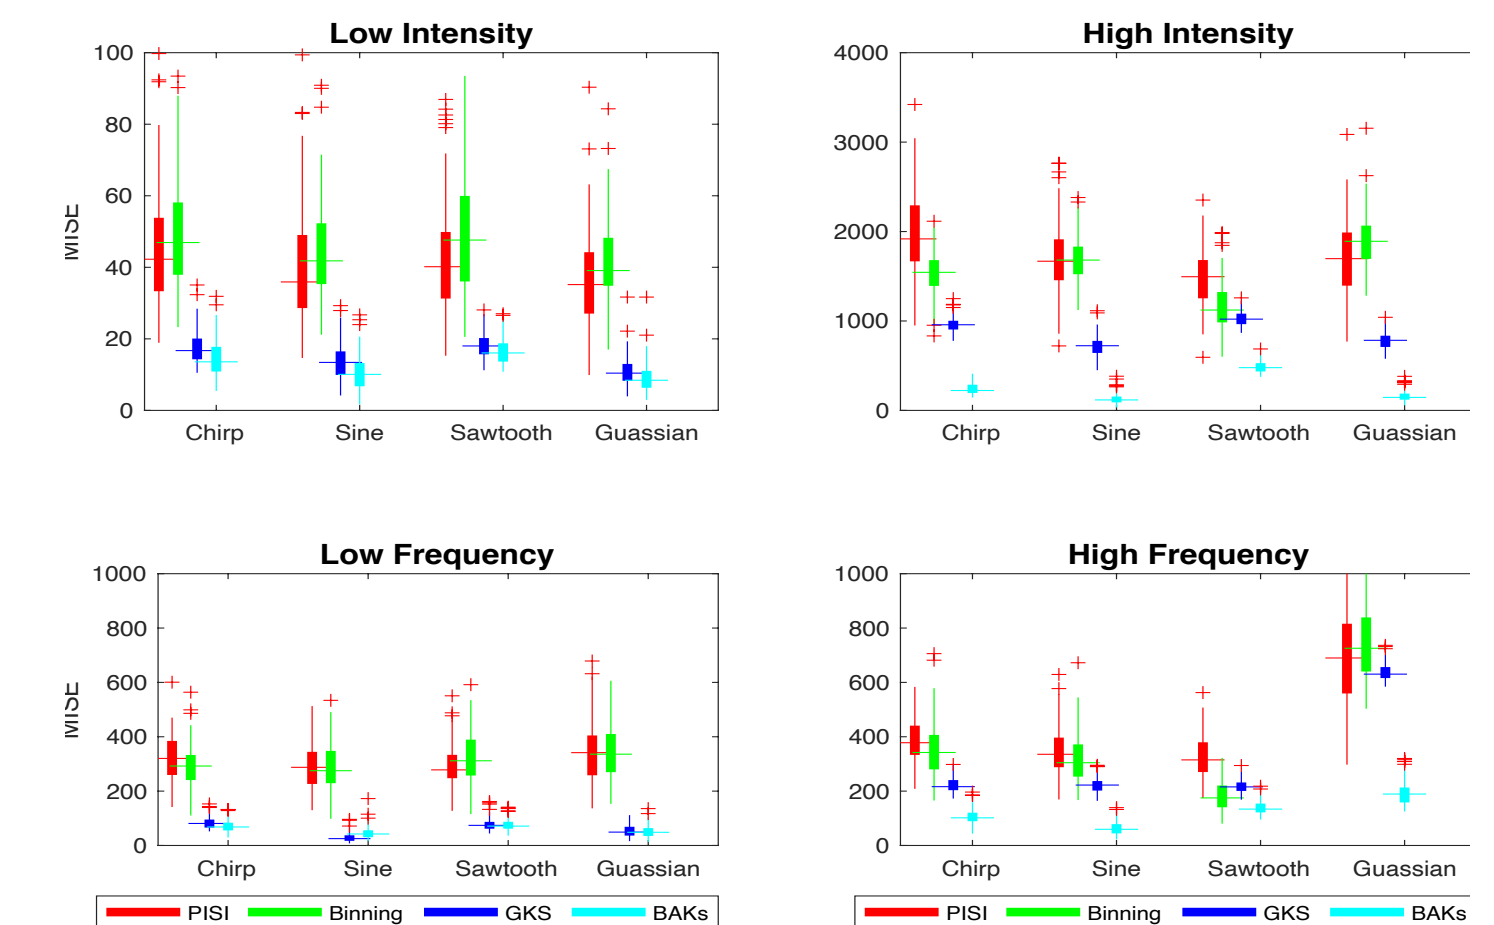 Low Intensity
100
80
60
40
20
0
MISE
Chirp Sine Sawtooth Guassian
High Intensity
4000
3000
2000
1000
0
Chirp Sine Sawtooth Guassian
Low Frequency
1000
800
600
400
200
0
MISE
Chirp Sine Sawtooth Guassian
PISI Binning GKS BAKs
High Frequency
1000
800
600
400
200
0
Chirp Sine Sawtooth Guassian
PISI Binning GKS BAKs